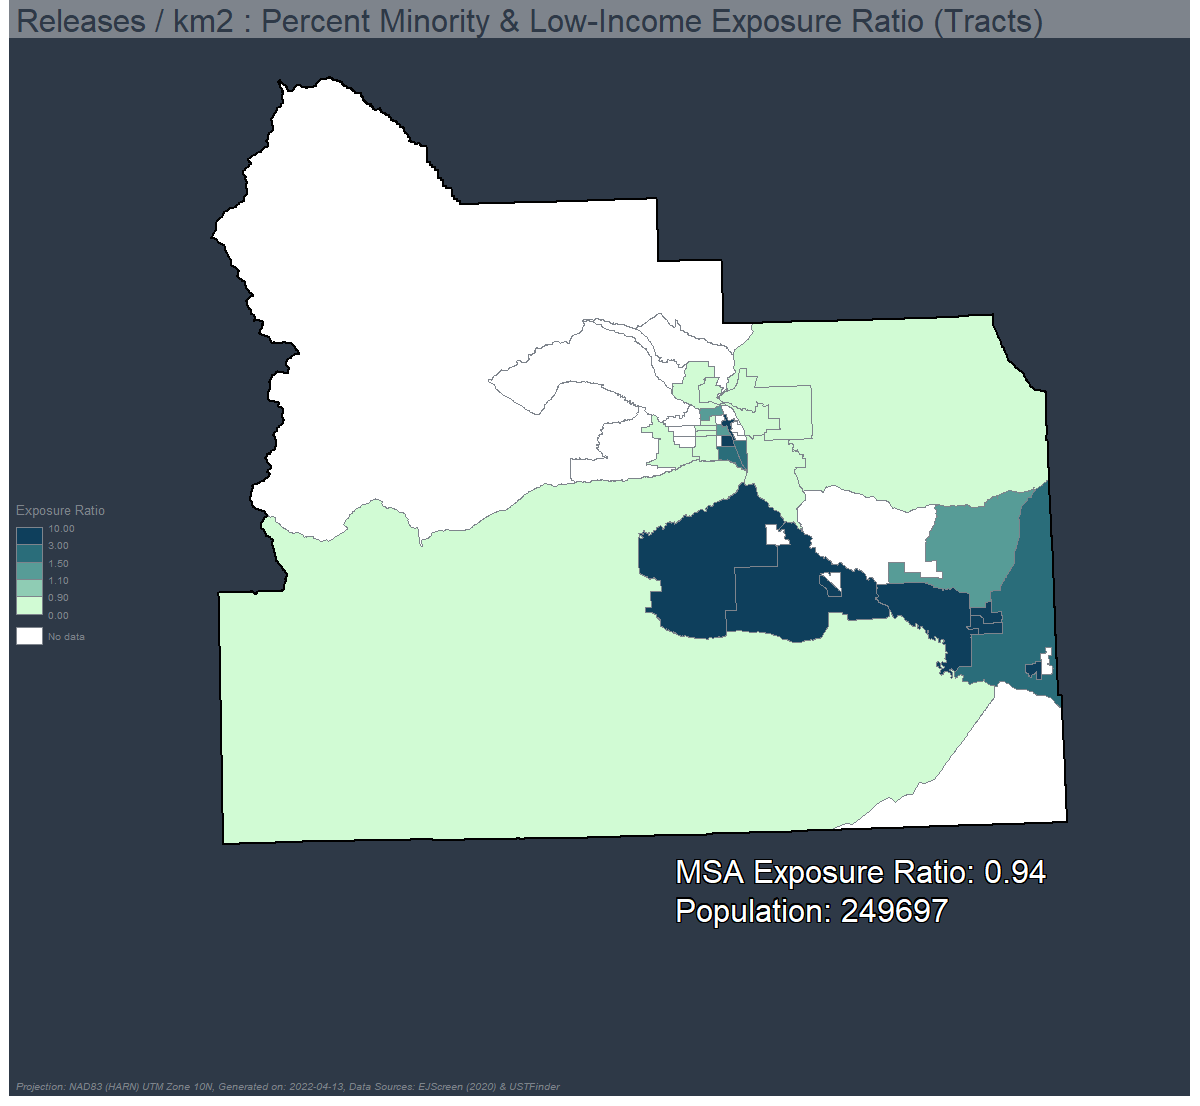 Releases / km2 : Percent Minority & Low-Income Exposure Ratio (Tracts)
Exposure Ratio
10.00
3.00
1.50
1.10
0.90
0.00
No data
MSA Exposure Ratio: 0.94
Population: 249697
Projection: NAD83 (HARN) UTM Zone 10N, Generated on: 2022-04-13, Data Sources: EJScreen (2020) & USTFinder